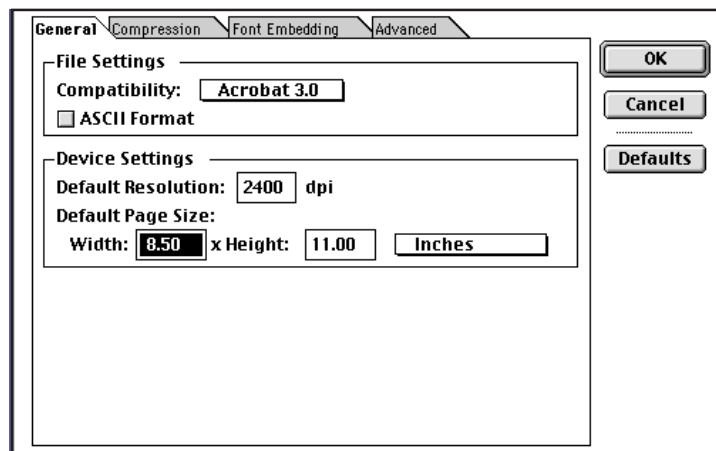 General Compression Font Embedding Advanced
File Settings
Compatibility: Acrobat 3.0
ASCII Format
Device Settings
Default Resolution: 2400 dpi
Default Page Size:
Width: 8.50 x Height: 11.00 Inches
OK
Cancel
Defaults